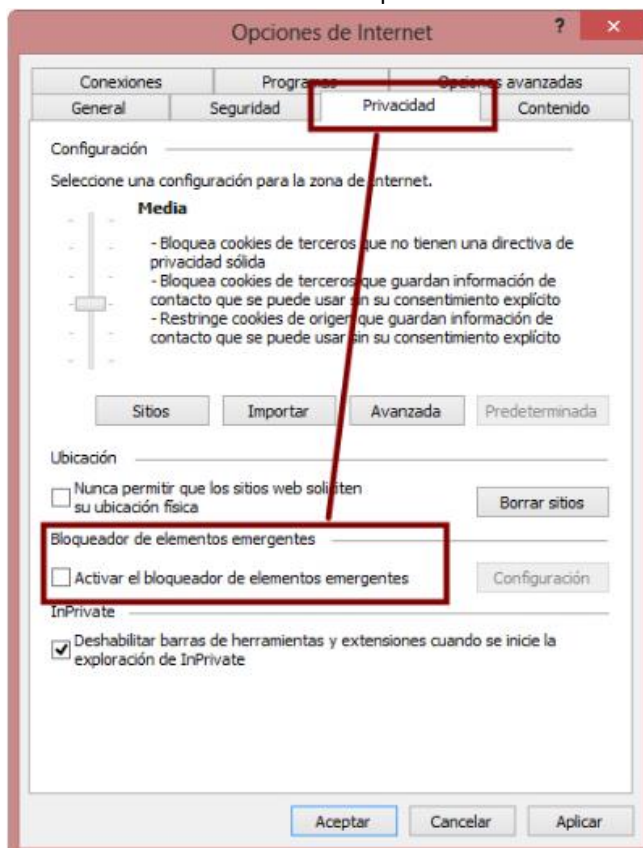 Opciones de Internet
?
×
Conexiones Programas Opciones avanzadas
General Seguridad Privacidad Contenido
Configuración
Seleccione una configuración para la zona de Internet.
Media
- Bloquea cookies de terceros que no tienen una directiva de
privacidad sólida
- Bloquea cookies de terceros que guardan información de
contacto que se puede usar sin su consentimiento explícito
- Restringe cookies de origen que guardan información de
contacto que se puede usar sin su consentimiento explícito
Sitios Importar Avanzada Predeterminada
Ubicación
Nunca permitir que los sitios web soliciten
su ubicación física
Borrar sitios
Bloqueador de elementos emergentes
Activar el bloqueador de elementos emergentes Configuración
InPrivate
Deshabilitar barras de herramientas y extensiones cuando se inicie la
exploración de InPrivate
Aceptar Cancelar Aplicar